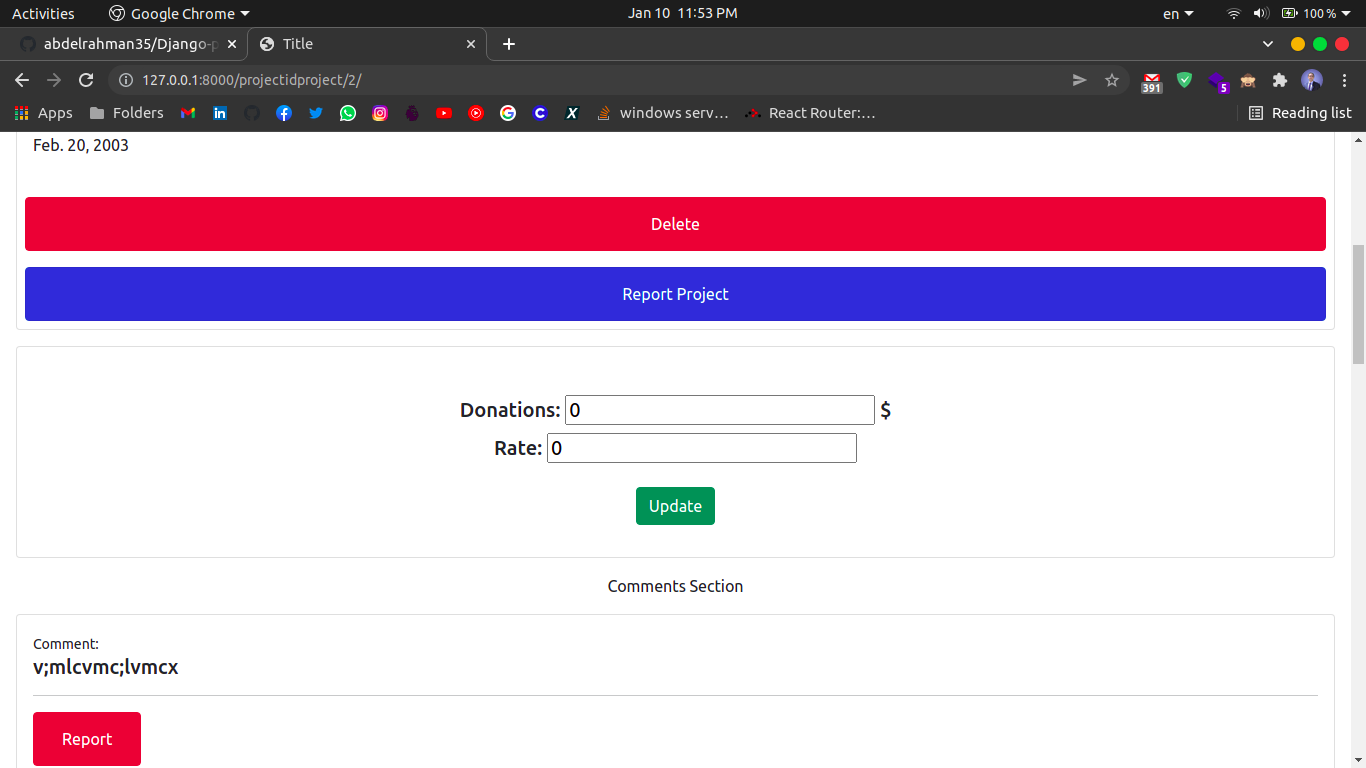 Activities Google Chrome Jan 10 11:53 PM en 100 %
abdelrahman35/Django-p Title
127.0.0.1:8000/projectidproject/2/ 391 5
Apps Folders windows serv… React Router:… Reading list
Feb. 20, 2003
Delete
Report Project
Donations: 0 $
Rate: 0
Update
Comments Section
Comment:
v;mlcvmc;lvmcx
Report